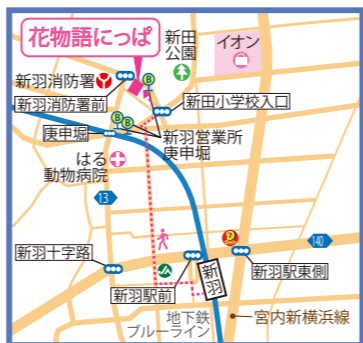 花物語にっぱ
新田
公園
イオン
新羽消防署
新羽消防署前
新田小学校入口
庚申堀
新羽営業所
庚申堀
はる
動物病院
13
140
新羽十字路
新羽駅東側
新羽駅前
新羽
地下鉄
ブルーライン
宮内新横浜線
B
B
B
B